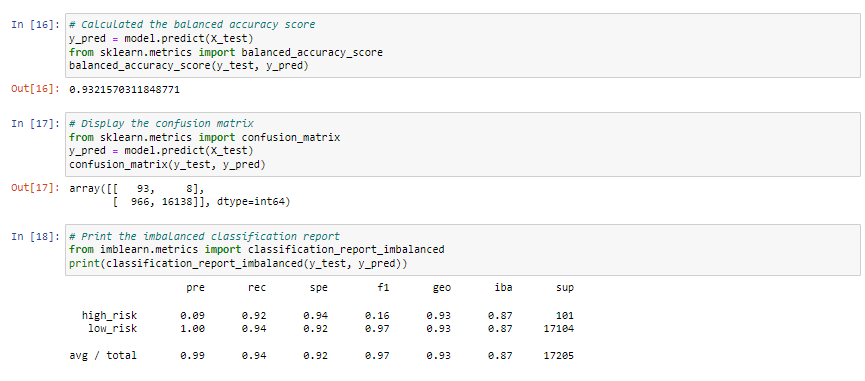 In [16]: # Calculated the balanced accuracy score
y_pred = model.predict(X_test)
from sklearn.metrics import balanced_accuracy_score
balanced_accuracy_score(y_test, y_pred)
Out[16]: 0.9321570311848771
In [17]: # Display the confusion matrix
from sklearn.metrics import confusion_matrix
y_pred = model.predict(X_test)
confusion_matrix(y_test, y_pred)
Out[17]: array([[   93,     8],
       [  966, 16138]], dtype=int64)
In [18]: # Print the imbalanced classification report
from imblearn.metrics import classification_report_imbalanced
print(classification_report_imbalanced(y_test, y_pred))
pre rec spe f1 geo iba sup
high_risk 0.09 0.92 0.94 0.16 0.93 0.87 101
low_risk 1.00 0.94 0.92 0.97 0.93 0.87 17104
avg / total 0.99 0.94 0.92 0.97 0.93 0.87 17205